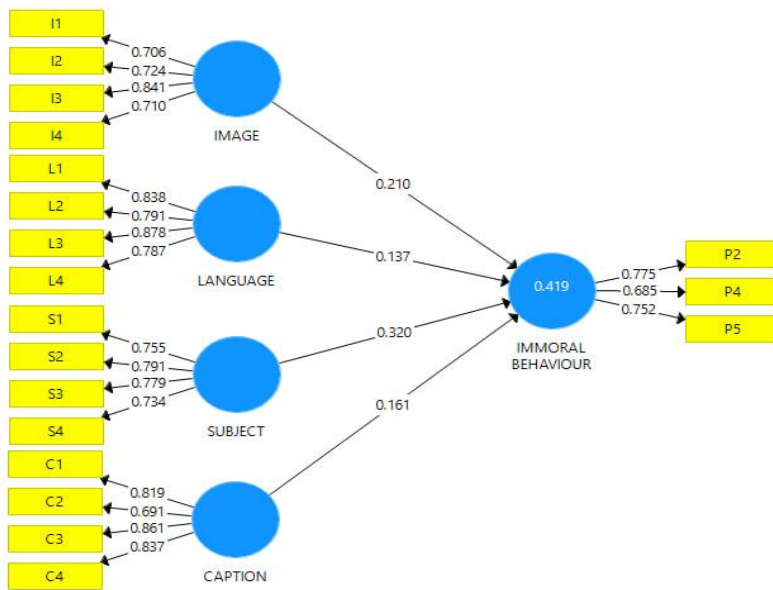 I1
I2
I3
I4
0.706
0.724
0.841
0.710
IMAGE
L1
L2
L3
L4
0.838
0.791
0.878
0.787
LANGUAGE
S1
S2
S3
S4
0.755
0.791
0.779
0.734
SUBJECT
C1
C2
C3
C4
0.819
0.691
0.861
0.837
CAPTION
0.210
0.137
0.320
0.161
0.419
IMMORAL
BEHAVIOUR
0.775
0.685
0.752
P2
P4
P5